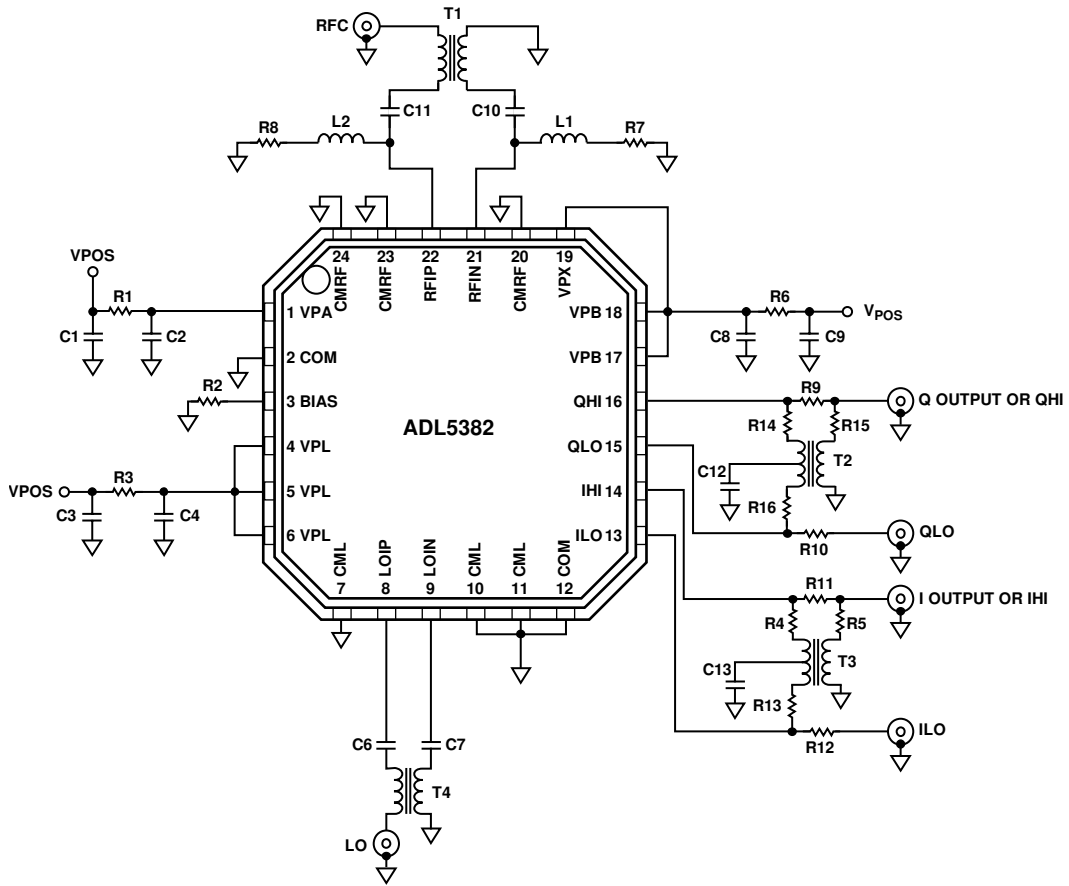 T1
RFC
C11
C10
L2
L1
R8
R7
24 23 22 21 20 19
CMRF CMRF RFIP RFIN CMRF VPX
VPOS
R1
C1
C2
1 VPA
2 COM
R2
3 BIAS
4 VPL
VPOS
R3
5 VPL
C3
C4
6 VPL
ADL5382
VPB 18
R6
VPOS
C8
C9
VPB 17
QHI 16
R9
Q OUTPUT OR QHI
R14
R15
QLO 15
C12
T2
IHI 14
R16
ILO 13
R10
QLO
CML LOIP LOIN CML CML COM
7 8 9 10 11 12
R11
I OUTPUT OR IHI
R4
R5
C13
T3
R13
R12
ILO
C6
C7
T4
LO